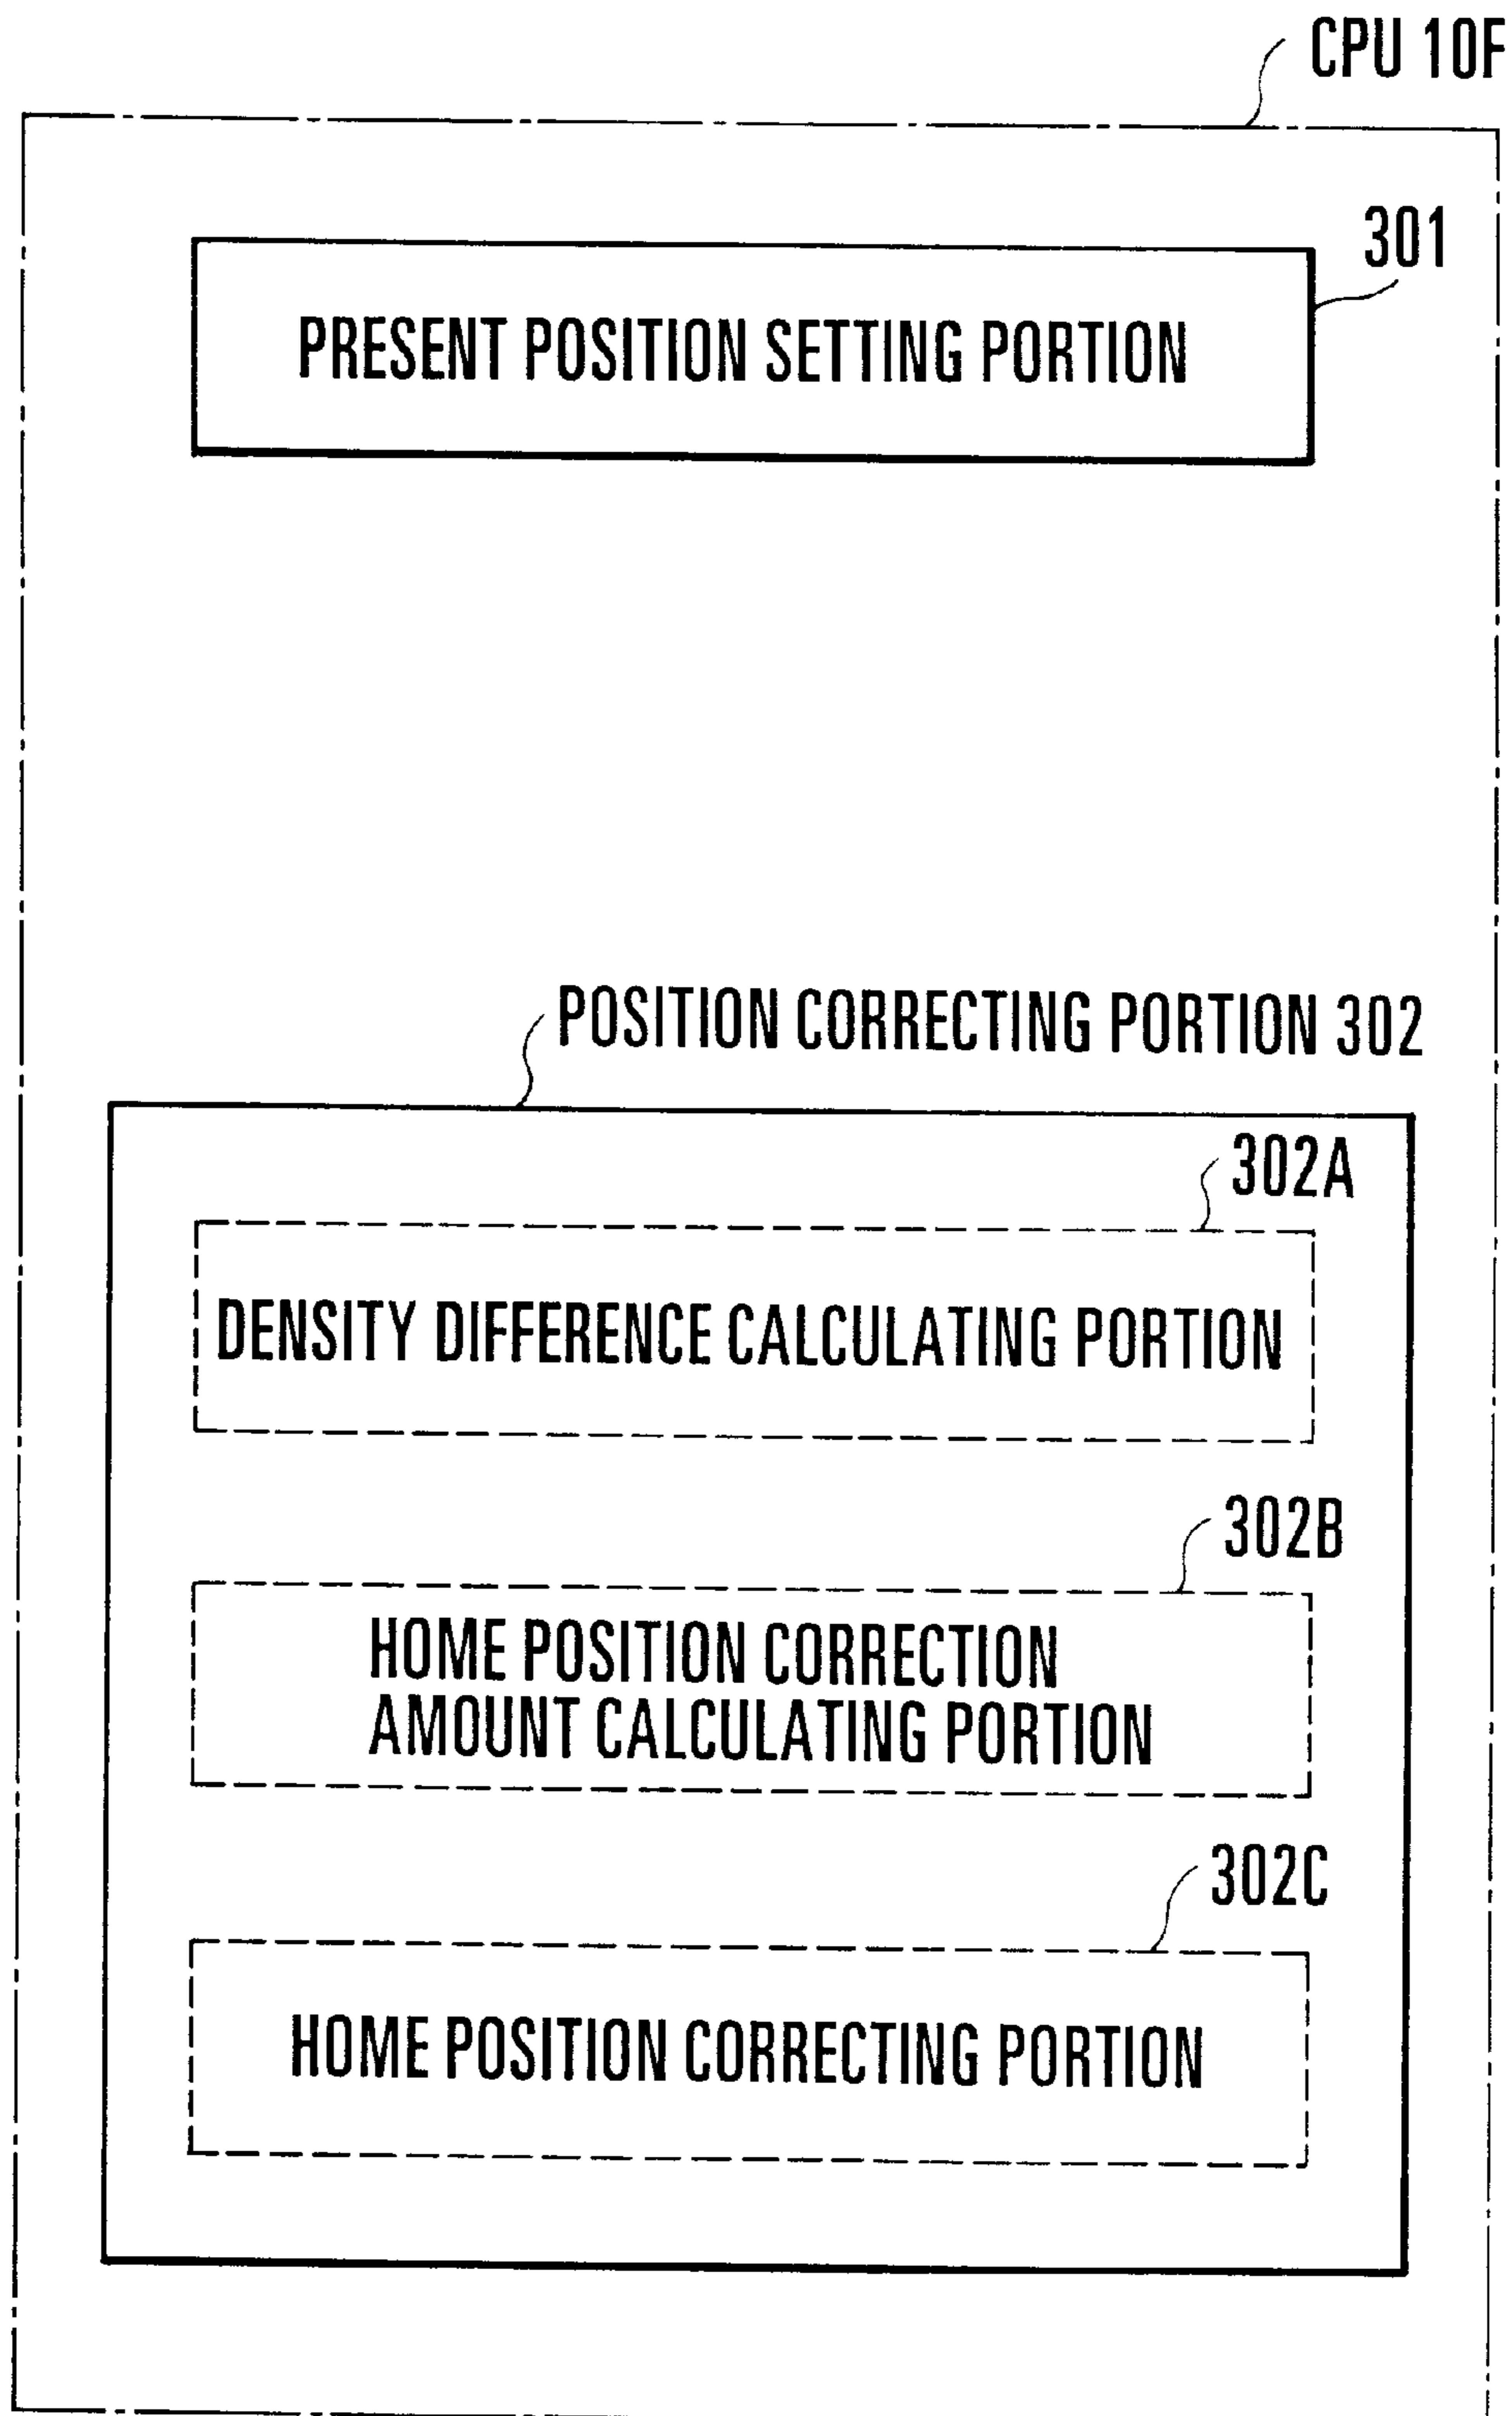 CPU 10F
301
PRESENT POSITION SETTING PORTION
POSITION CORRECTING PORTION 302
302A
DENSITY DIFFERENCE CALCULATING PORTION
302B
HOME POSITION CORRECTION
AMOUNT CALCULATING PORTION
302C
HOME POSITION CORRECTING PORTION